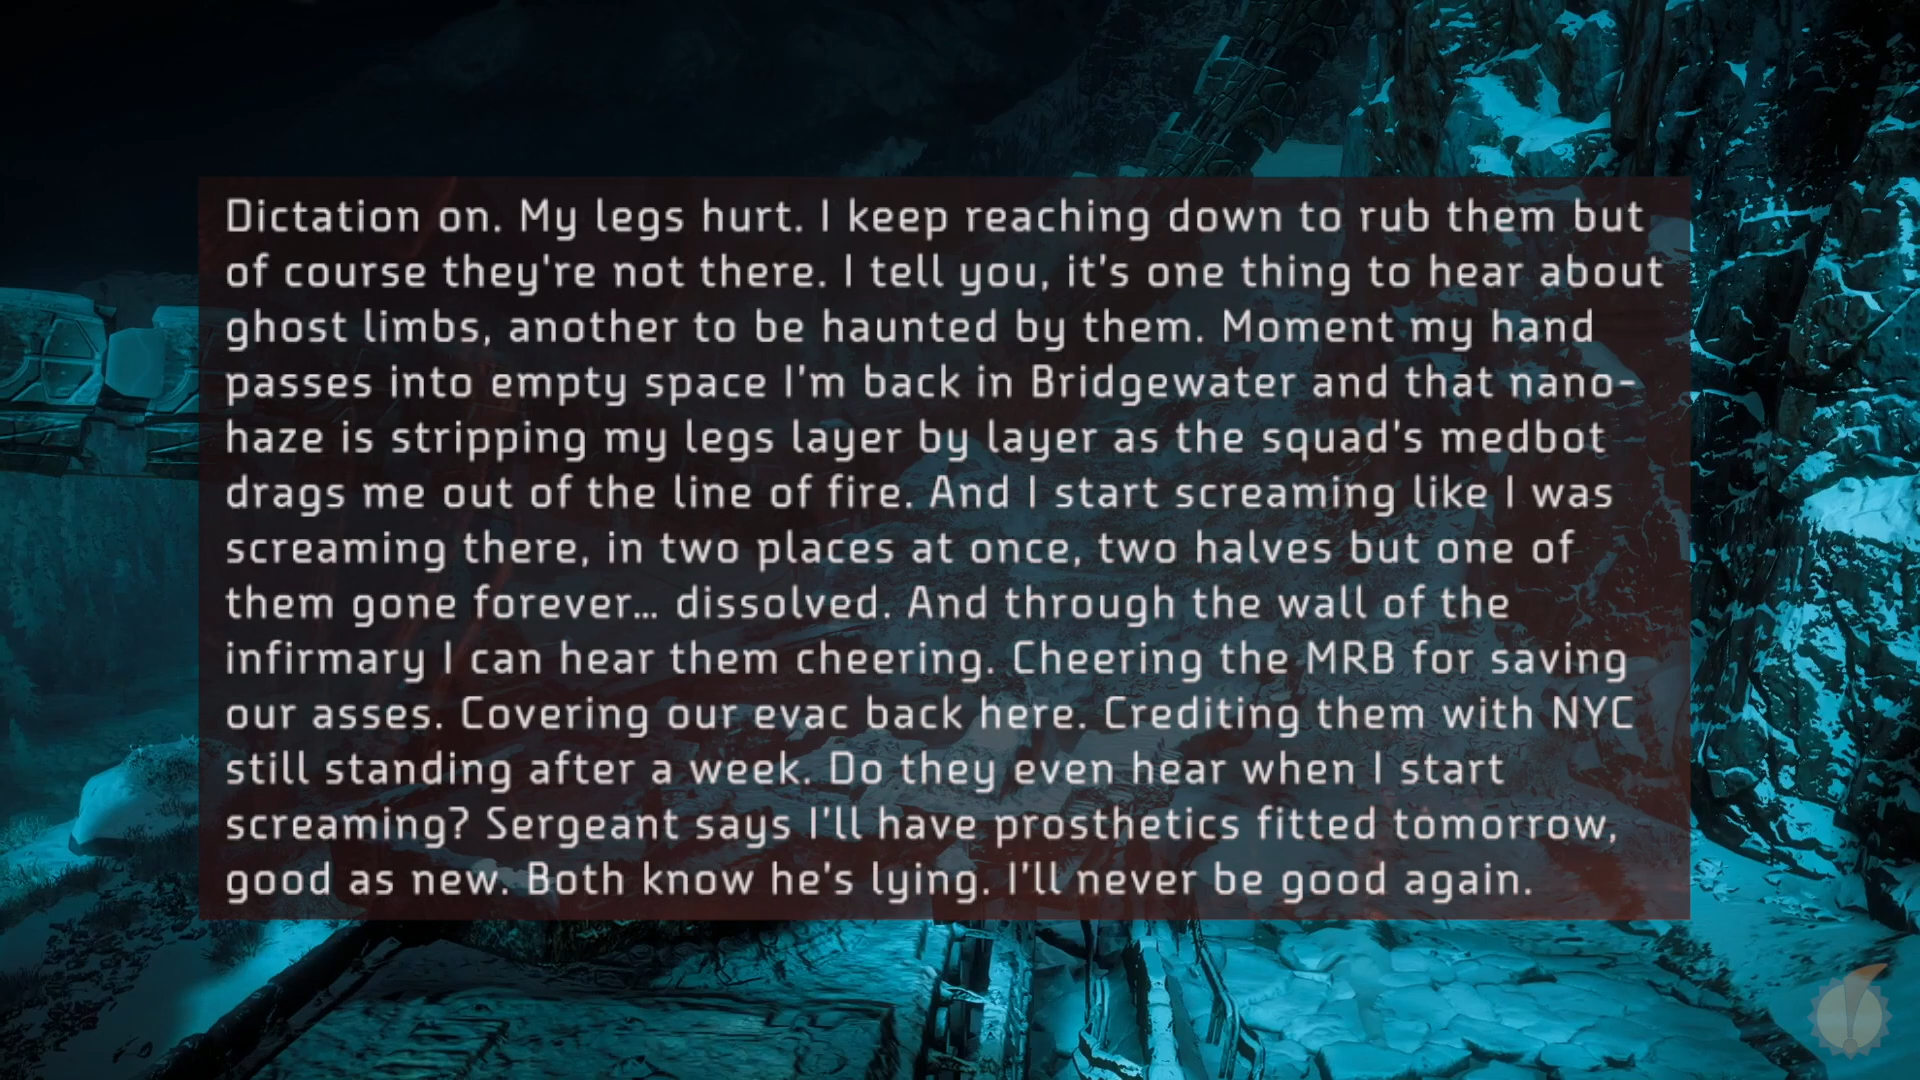 Dictation on. My legs hurt. I keep reaching down to rub them but
of course they're not there. I tell you, it's one thing to hear about
ghost limbs, another to be haunted by them. Moment my hand
passes into empty space I'm back in Bridgewater and that nano-
haze is stripping my legs layer by layer as the squad's medbot
drags me out of the line of fire. And I start screaming like I was
screaming there, in two places at once, two halves but one of
them gone forever... dissolved. And through the wall of the
infirmary I can hear them cheering. Cheering the MRB for saving
our asses. Covering our evac back here. Crediting them with NYC
still standing after a week. Do they even hear when I start
screaming? Sergeant says I'll have prosthetics fitted tomorrow,
good as new. Both know he's lying. I'll never be good again.